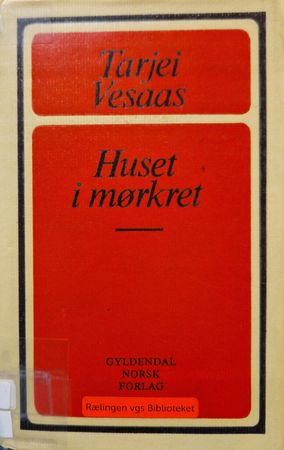 Tarjei
Vesaas
Huset
i mørkret
GYLDENDAL
NORSK
FORLAG
Rælingen vgs Biblioteket